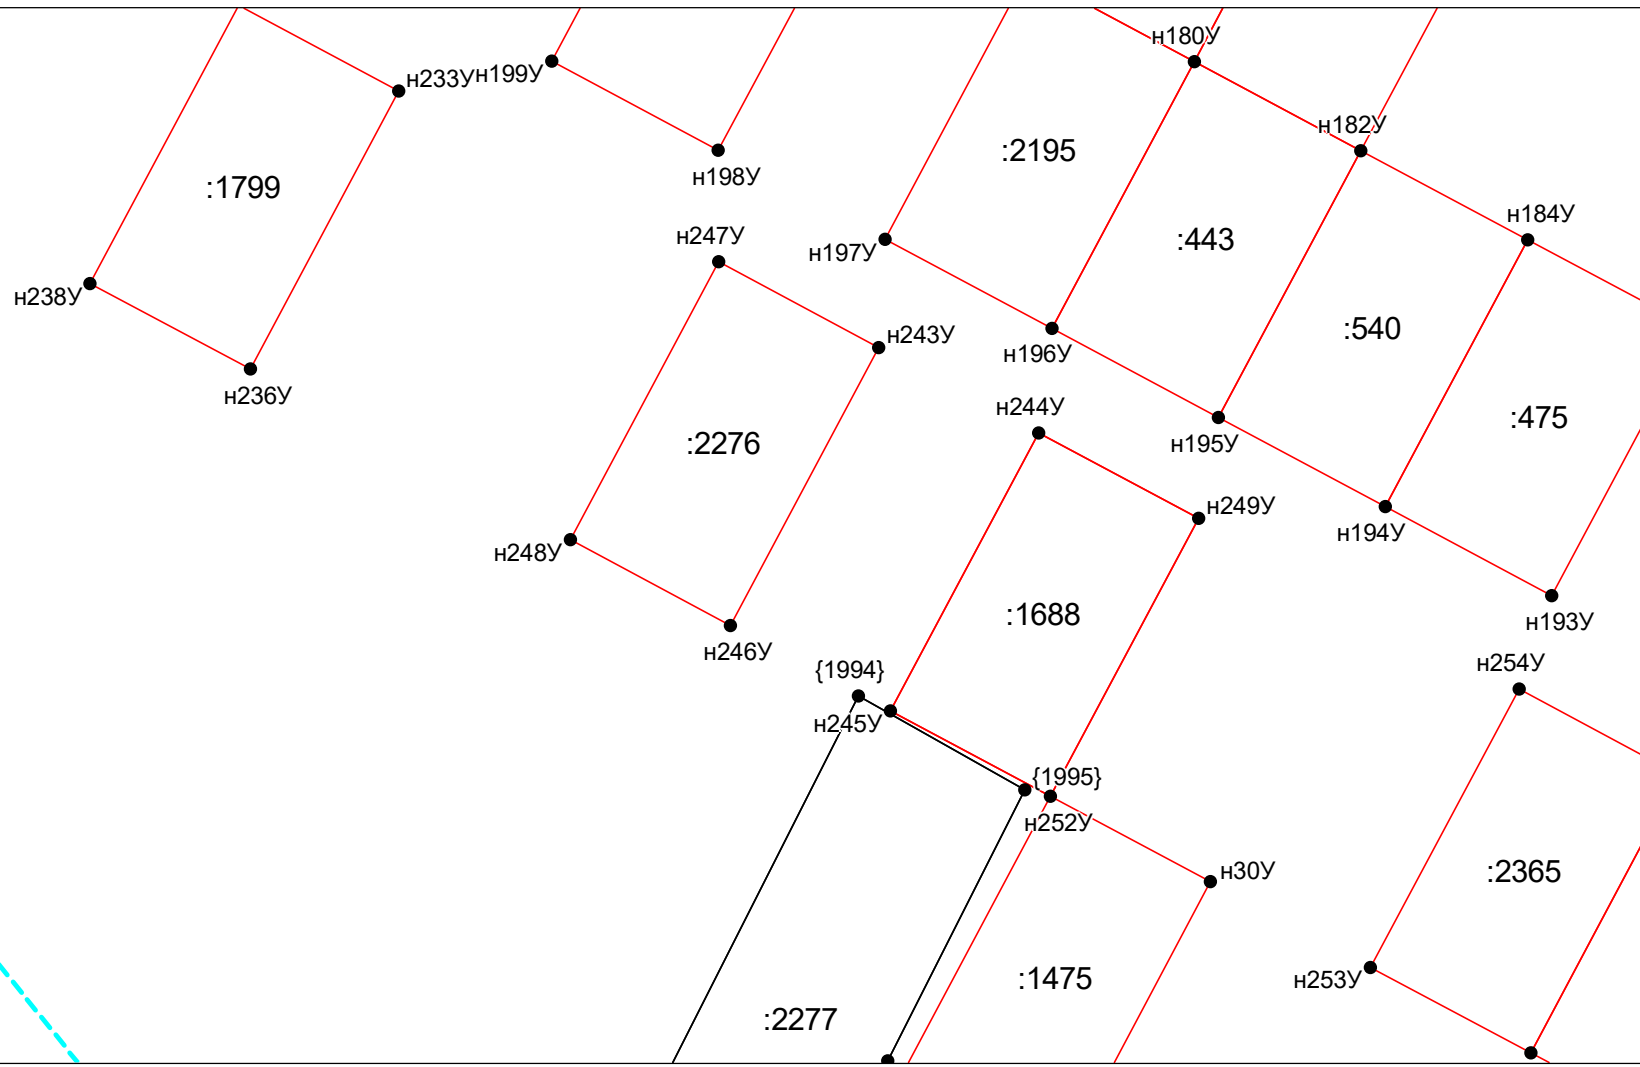 н180У
н233У
н199У
н182У
:2195
н198У
:1799
н184У
н247У
:443
н197У
н238У
н243У
:540
н196У
н236У
н244У
:475
:2276
н195У
н249У
н194У
н248У
:1688
н193У
н246У
н254У
{1994}
н245У
{1995}
н252У
н30У
:2365
:1475
н253У
:2277